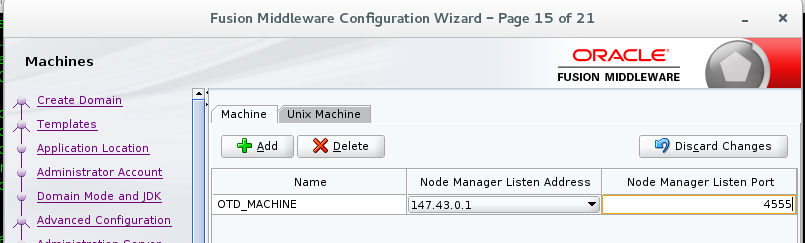 Fusion Middleware Configuration Wizard – Page 15 of 21
Machines
ORACLE
FUSION MIDDLEWARE
Create Domain
Templates
Application Location
Administrator Account
Domain Mode and JDK
Advanced Configuration
Machine Unix Machine
Add Delete Discard Changes
Name Node Manager Listen Address Node Manager Listen Port
OTD_MACHINE 147.43.0.1 4555